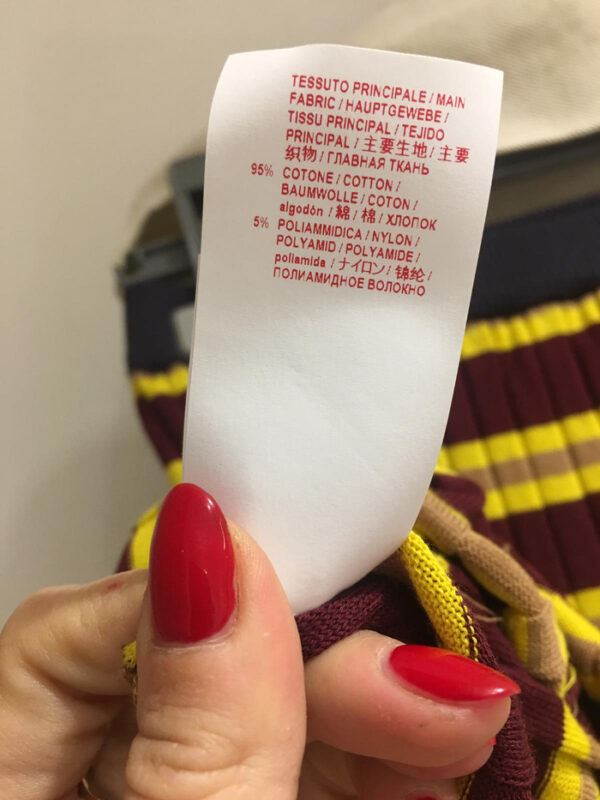 TESSUTO PRINCIPALE / MAIN
FABRIC / HAUPTGEWEBE /
TISSU PRINCIPAL / TEJIDO
PRINCIPAL / 主要生地 / 主要
织物 / ГЛАВНАЯ ТКАНЬ
95% COTONE / COTTON /
BAUMWOLLE / COTON /
algodón / 綿 / 棉 / ХЛОПОК
5% POLIAMMIDICA / NYLON /
POLYAMID / POLYAMIDE /
poliamida / ナイロン / 锦纶 /
ПОЛИАМИДНОЕ ВОЛОКНО